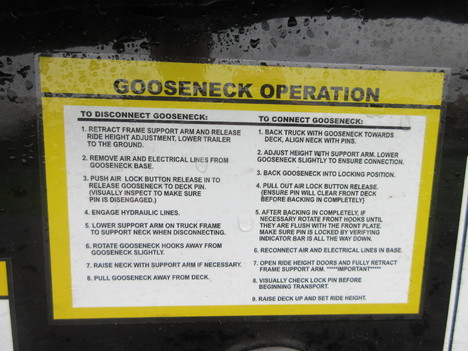 GOOSENECK OPERATION
TO DISCONNECT GOOSENECK:
1. RETRACT FRAME SUPPORT ARM AND RELEASE
RIDE HEIGHT ADJUSTMENT, LOWER TRAILER
TO THE GROUND.
2. REMOVE AIR AND ELECTRICAL LINES FROM
GOOSENECK BASE.
3. PUSH AIR LOCK BUTTON RELEASE IN TO
RELEASE GOOSENECK TO DECK PIN.
(VISUALLY INSPECT TO MAKE SURE
PIN IS DISENGAGED.)
4. ENGAGE HYDRAULIC LINES.
5. LOWER SUPPORT ARM ON TRUCK FRAME
TO SUPPORT NECK WHEN DISCONNECTING.
6. ROTATE GOOSENECK HOOKS AWAY FROM
GOOSENECK SLIGHTLY.
7. RAISE NECK WITH SUPPORT ARM IF NECESSARY.
8. PULL GOOSENECK AWAY FROM DECK.
TO CONNECT GOOSENECK:
1. BACK TRUCK WITH GOOSENECK TOWARDS
DECK, ALIGN NECK WITH PINS.
2. ADJUST HEIGHT WITH SUPPORT ARM. LOWER
GOOSENECK SLIGHTLY TO ENSURE CONNECTION.
3. BACK GOOSENECK INTO LOCKING POSITION.
4. PULL OUT AIR LOCK BUTTON RELEASE.
(ENSURE PIN WILL CLEAR FRONT DECK
BEFORE BACKING IN COMPLETELY)
5. AFTER BACKING IN COMPLETELY, IF
NECESSARY ROTATE FRONT HOOKS UNTIL
THEY ARE FLUSH WITH THE FRONT PLATE.
MAKE SURE PIN IS LOCKED BY VERIFYING
INDICATOR BAR IS ALL THE WAY DOWN.
6. RECONNECT AIR AND ELECTRICAL LINES IN BASE.
7. OPEN RIDE HEIGHT DOORS AND FULLY RETRACT
FRAME SUPPORT ARM. *****IMPORTANT*****
8. VISUALLY CHECK LOCK PIN BEFORE
BEGINNING TRANSPORT.
9. RAISE DECK UP AND SET RIDE HEIGHT.